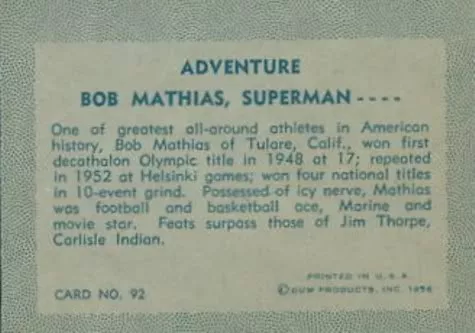 ADVENTURE
BOB MATHIAS, SUPERMAN----
One of greatest all-around athletes in American
history, Bob Mathias of Tulare, Calif., won first
decathalon Olympic title in 1948 at 17; repeated
in 1952 at Helsinki games; won four national titles
in 10-event grind. Possessed of icy nerve, Mathias
was football and basketball ace, Marine and
movie star. Feats surpass those of Jim Thorpe,
Carlisle Indian.
PRINTED IN U.S.A.
CARD NO. 92 ©GUM PRODUCTS, INC. 1956